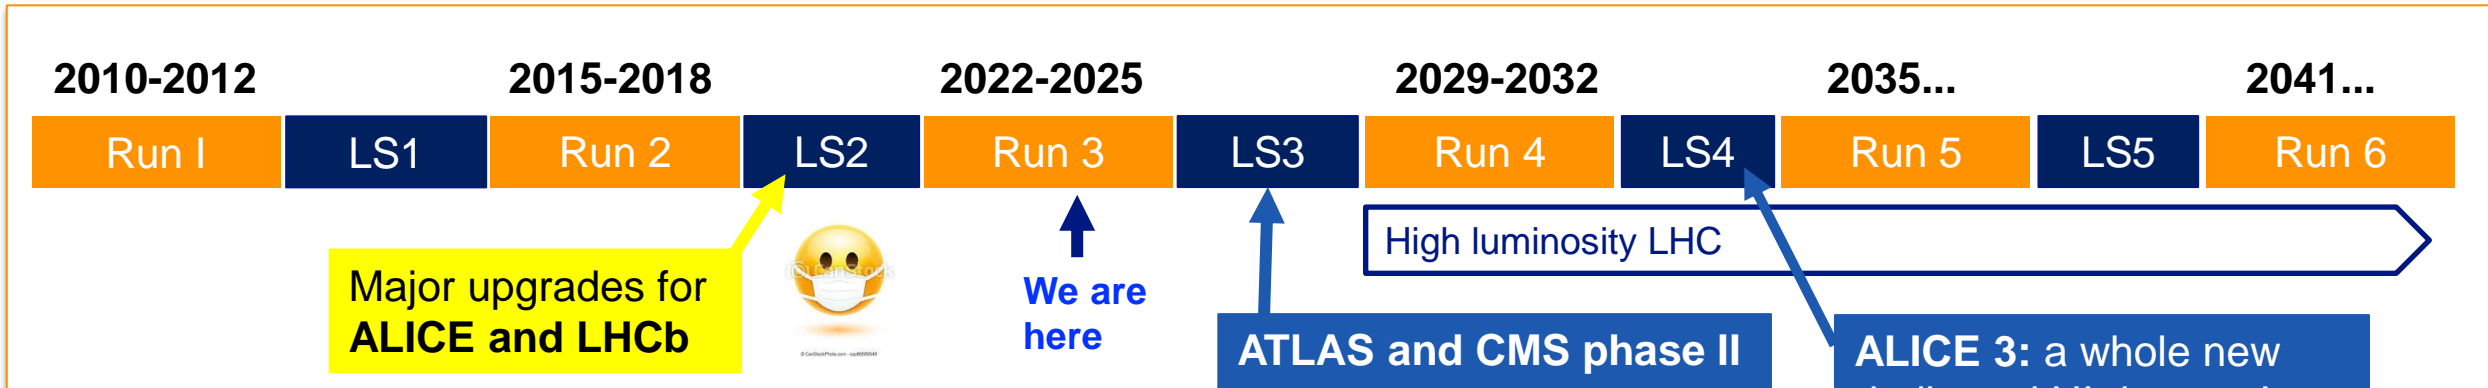 2010-2012 2015-2018 2022-2025 2029-2032 2035... 2041...
Run I LS1 Run 2 LS2 Run 3 LS3 Run 4 LS4 Run 5 LS5 Run 6
High luminosity LHC
Major upgrades for
ALICE and LHCb
We are
here
ATLAS and CMS phase II
ALICE 3: a whole new